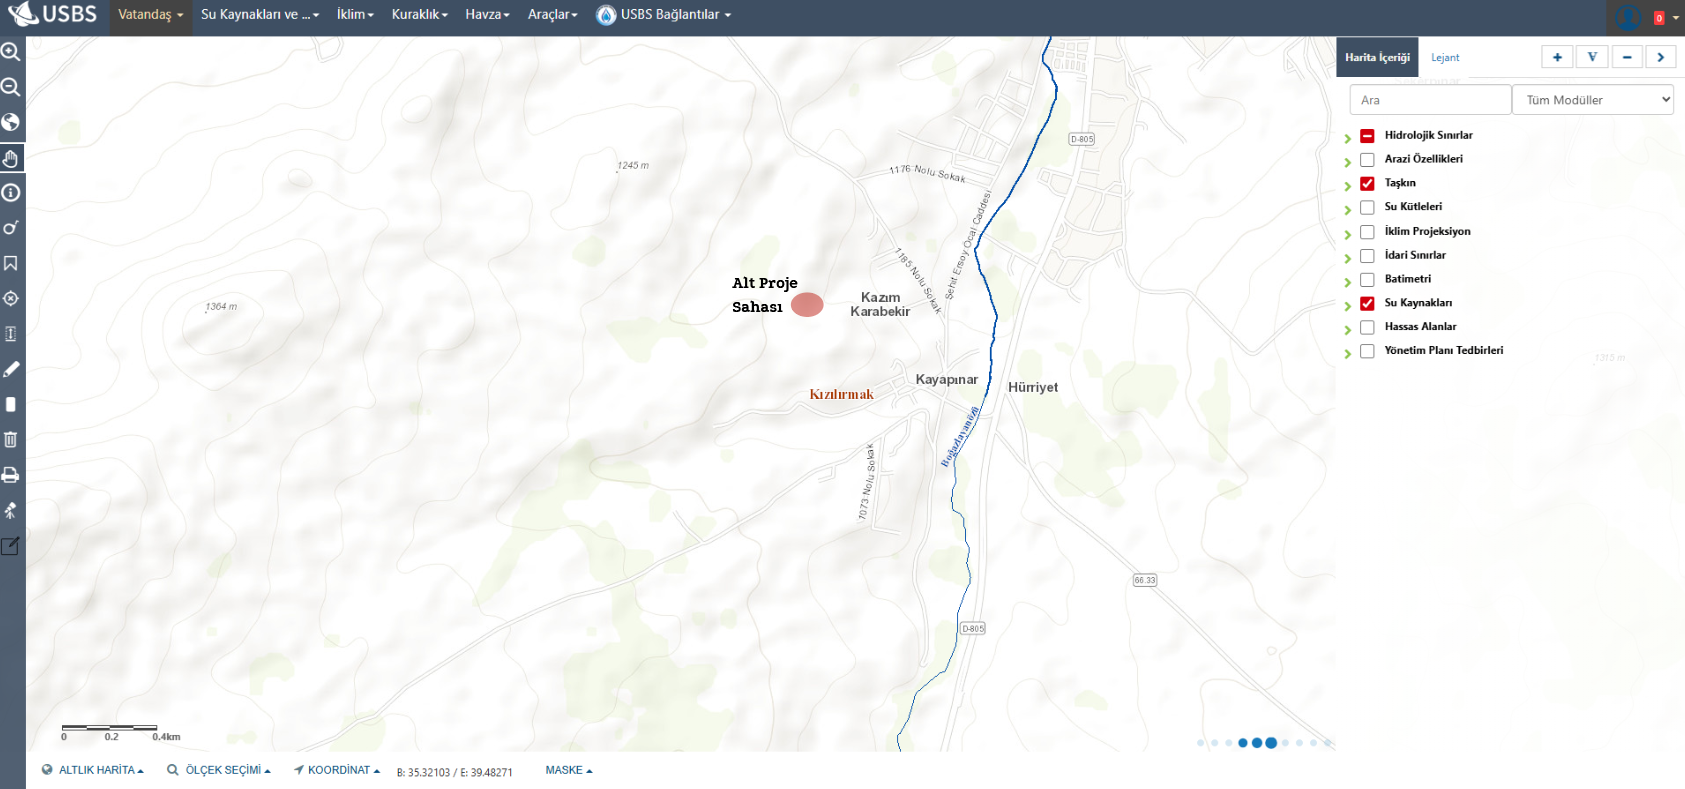 USBS
Vatandaş
Su Kaynakları ve ...
İklim
Kuraklık
Havza
Araçlar
USBS Bağlantılar
0
Harita İçeriği
Lejant
Ara
Tüm Modüller
Hidrolojik Sınırlar
Arazi Özellikleri
Taşkın
Su Kütleleri
İklim Projeksiyon
İdari Sınırlar
Batimetri
Su Kaynakları
Hassas Alanlar
Yönetim Planı Tedbirleri
1315 m
D-805
1245 m
1176 Nolu Sokak
Şehit Ersoy Öcal Caddesi
1185 Nolu Sokak
Alt Proje
Sahası
Kazım
Karabekir
1364 m
Kayapınar
Hürriyet
Kızılırmak
Boğazlayanözü
1073 Nolu Sokak
66.33
D-805
0 0.2 0.4km
ALTLIK HARİTA
ÖLÇEK SEÇİMİ
KOORDİNAT
B: 35.32103 / E: 39.48271
MASKE